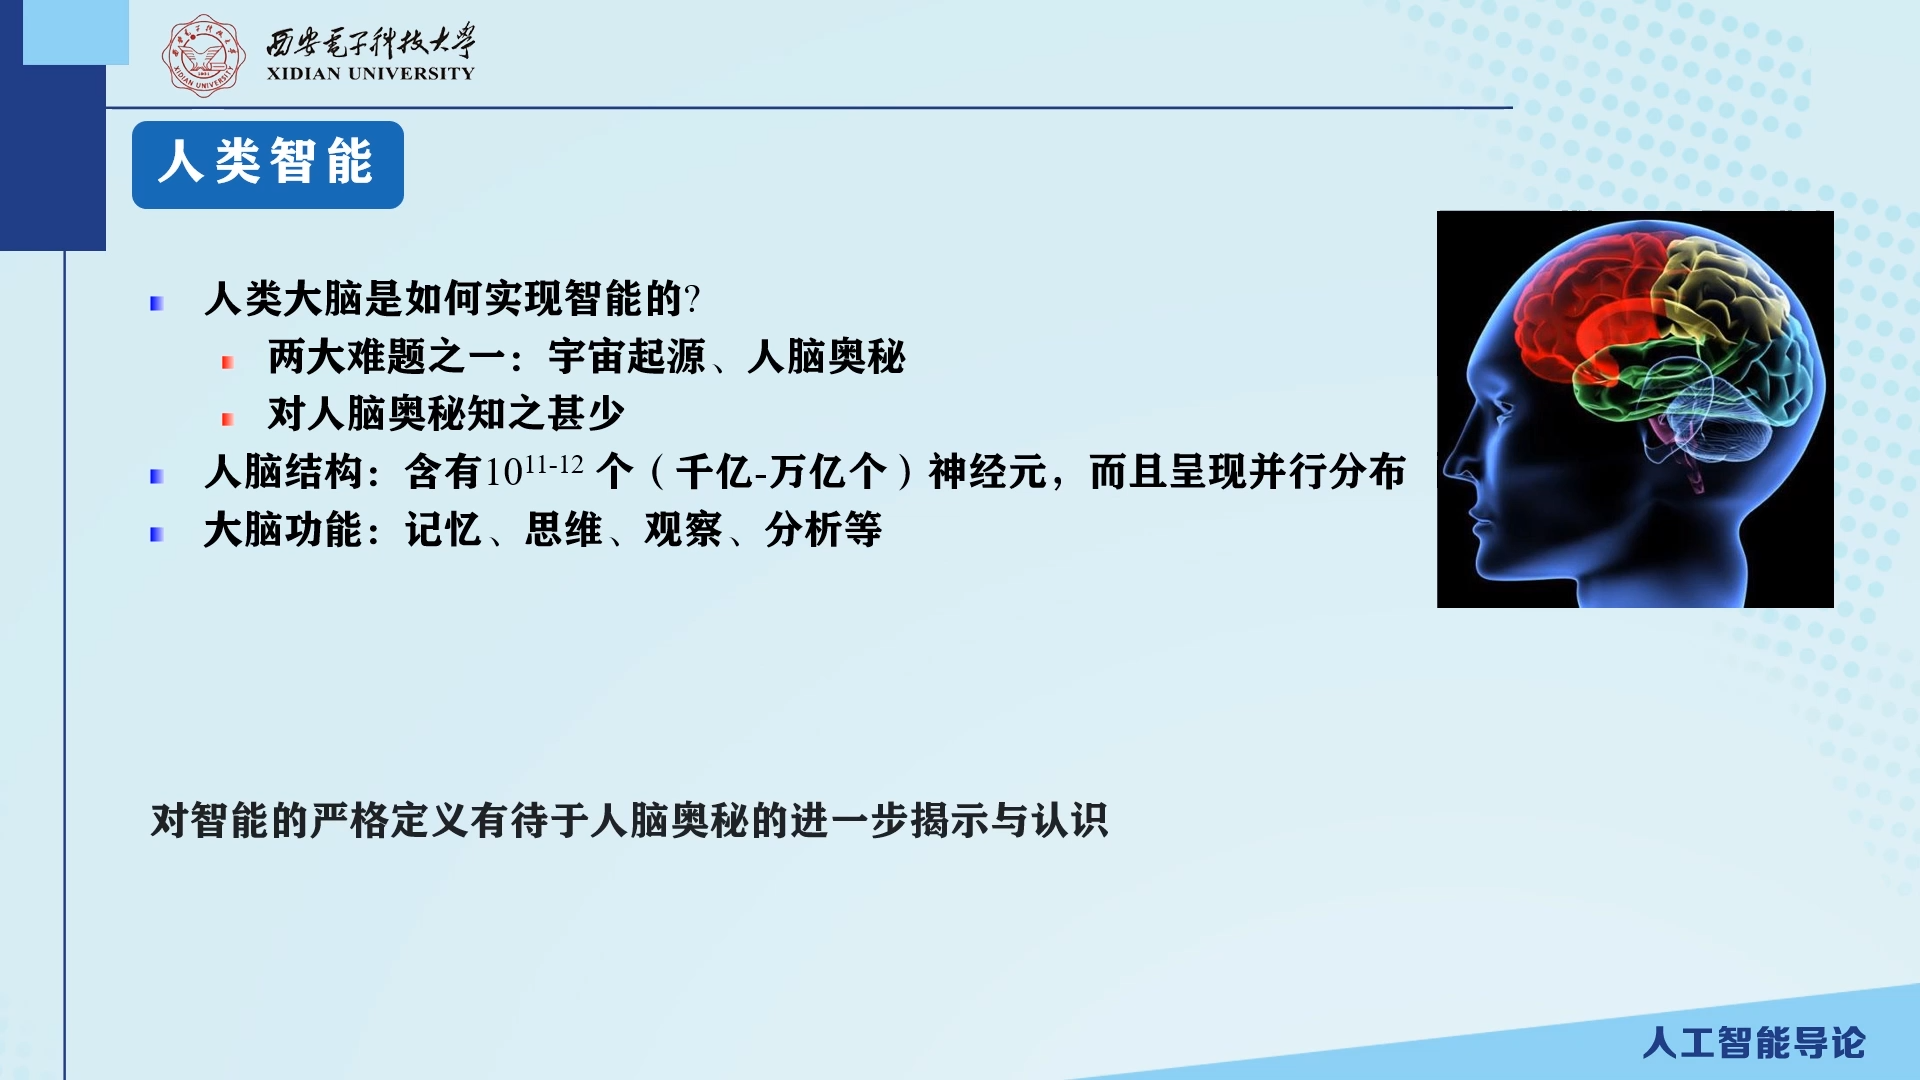 西安电子科技大学
XIDIAN UNIVERSITY
人类智能
人类大脑是如何实现智能的?
两大难题之一：宇宙起源、人脑奥秘
对人脑奥秘知之甚少
人脑结构：含有10¹¹⁻¹² 个（千亿-万亿个）神经元，而且呈现并行分布
大脑功能：记忆、思维、观察、分析等
对智能的严格定义有待于人脑奥秘的进一步揭示与认识
人工智能导论